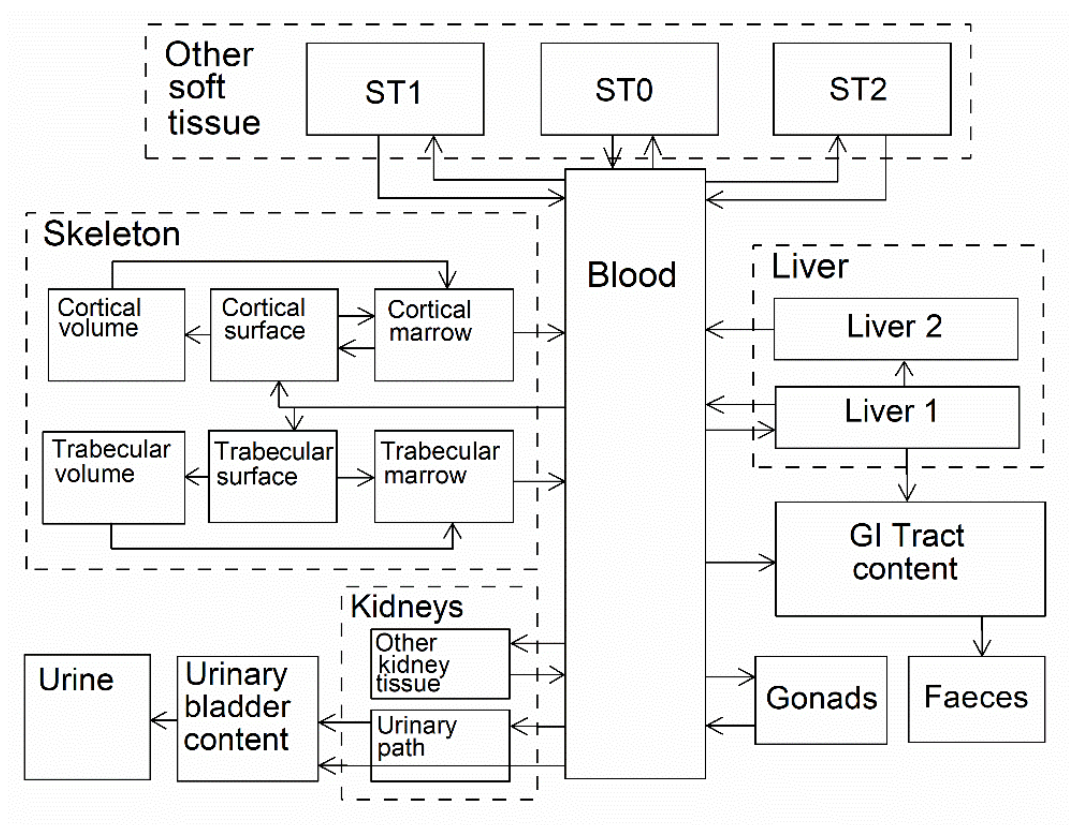 Other
soft
tissue
ST1
ST0
ST2
Skeleton
Cortical
volume
Cortical
surface
Cortical
marrow
Trabecular
volume
Trabecular
surface
Trabecular
marrow
Blood
Liver
Liver 2
Liver 1
GI Tract
content
Kidneys
Other
kidney
tissue
Urinary
path
Urine
Urinary
bladder
content
Gonads
Faeces